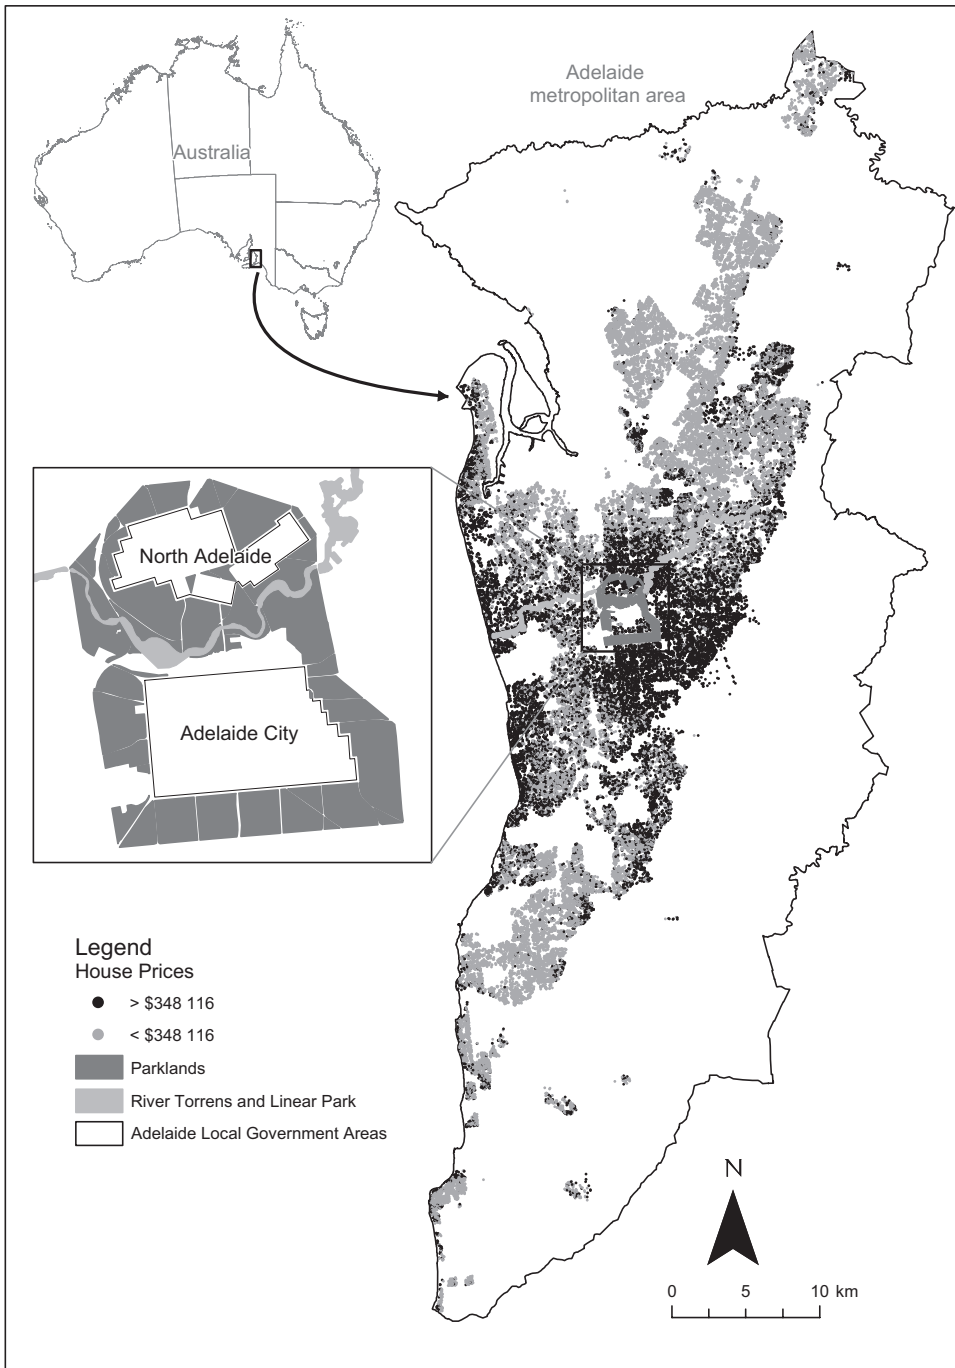 Adelaide
metropolitan area
Australia
North Adelaide
Adelaide City
Legend
House Prices
> $348 116
< $348 116
Parklands
River Torrens and Linear Park
Adelaide Local Government Areas
N
0 5 10 km